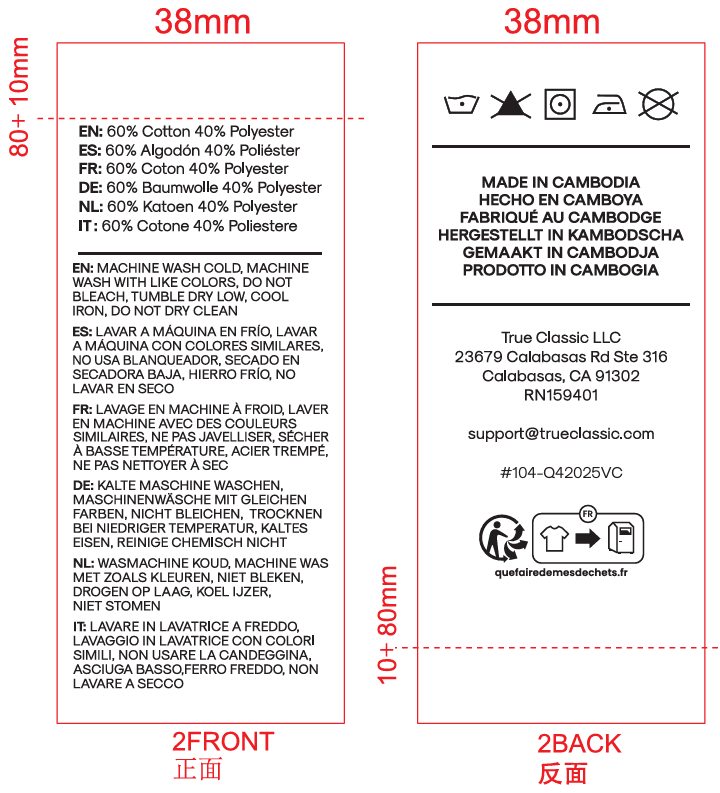 38mm
80+ 10mm
EN: 60% Cotton 40% Polyester
ES: 60% Algodón 40% Poliéster
FR: 60% Coton 40% Polyester
DE: 60% Baumwolle 40% Polyester
NL: 60% Katoen 40% Polyester
IT : 60% Cotone 40% Poliestere
EN: MACHINE WASH COLD, MACHINE
WASH WITH LIKE COLORS, DO NOT
BLEACH, TUMBLE DRY LOW, COOL
IRON, DO NOT DRY CLEAN
ES: LAVAR A MÁQUINA EN FRÍO, LAVAR
A MÁQUINA CON COLORES SIMILARES,
NO USA BLANQUEADOR, SECADO EN
SECADORA BAJA, HIERRO FRÍO, NO
LAVAR EN SECO
FR: LAVAGE EN MACHINE À FROID, LAVER
EN MACHINE AVEC DES COULEURS
SIMILAIRES, NE PAS JAVELLISER, SÉCHER
À BASSE TEMPÉRATURE, ACIER TREMPÉ,
NE PAS NETTOYER À SEC
DE: KALTE MASCHINE WASCHEN,
MASCHINENWÄSCHE MIT GLEICHEN
FARBEN, NICHT BLEICHEN, TROCKNEN
BEI NIEDRIGER TEMPERATUR, KALTES
EISEN, REINIGE CHEMISCH NICHT
NL: WASMACHINE KOUD, MACHINE WAS
MET ZOALS KLEUREN, NIET BLEKEN,
DROGEN OP LAAG, KOEL IJZER,
NIET STOMEN
IT: LAVARE IN LAVATRICE A FREDDO,
LAVAGGIO IN LAVATRICE CON COLORI
SIMILI, NON USARE LA CANDEGGINA,
ASCIUGA BASSO,FERRO FREDDO, NON
LAVARE A SECCO
2FRONT
正面
38mm
MADE IN CAMBODIA
HECHO EN CAMBOYA
FABRIQUÉ AU CAMBODGE
HERGESTELLT IN KAMBODSCHA
GEMAAKT IN CAMBODJA
PRODOTTO IN CAMBOGIA
True Classic LLC
23679 Calabasas Rd Ste 316
Calabasas, CA 91302
RN159401
support@trueclassic.com
#104-Q42025VC
FR
quefairedemesdechets.fr
10+ 80mm
2BACK
反面